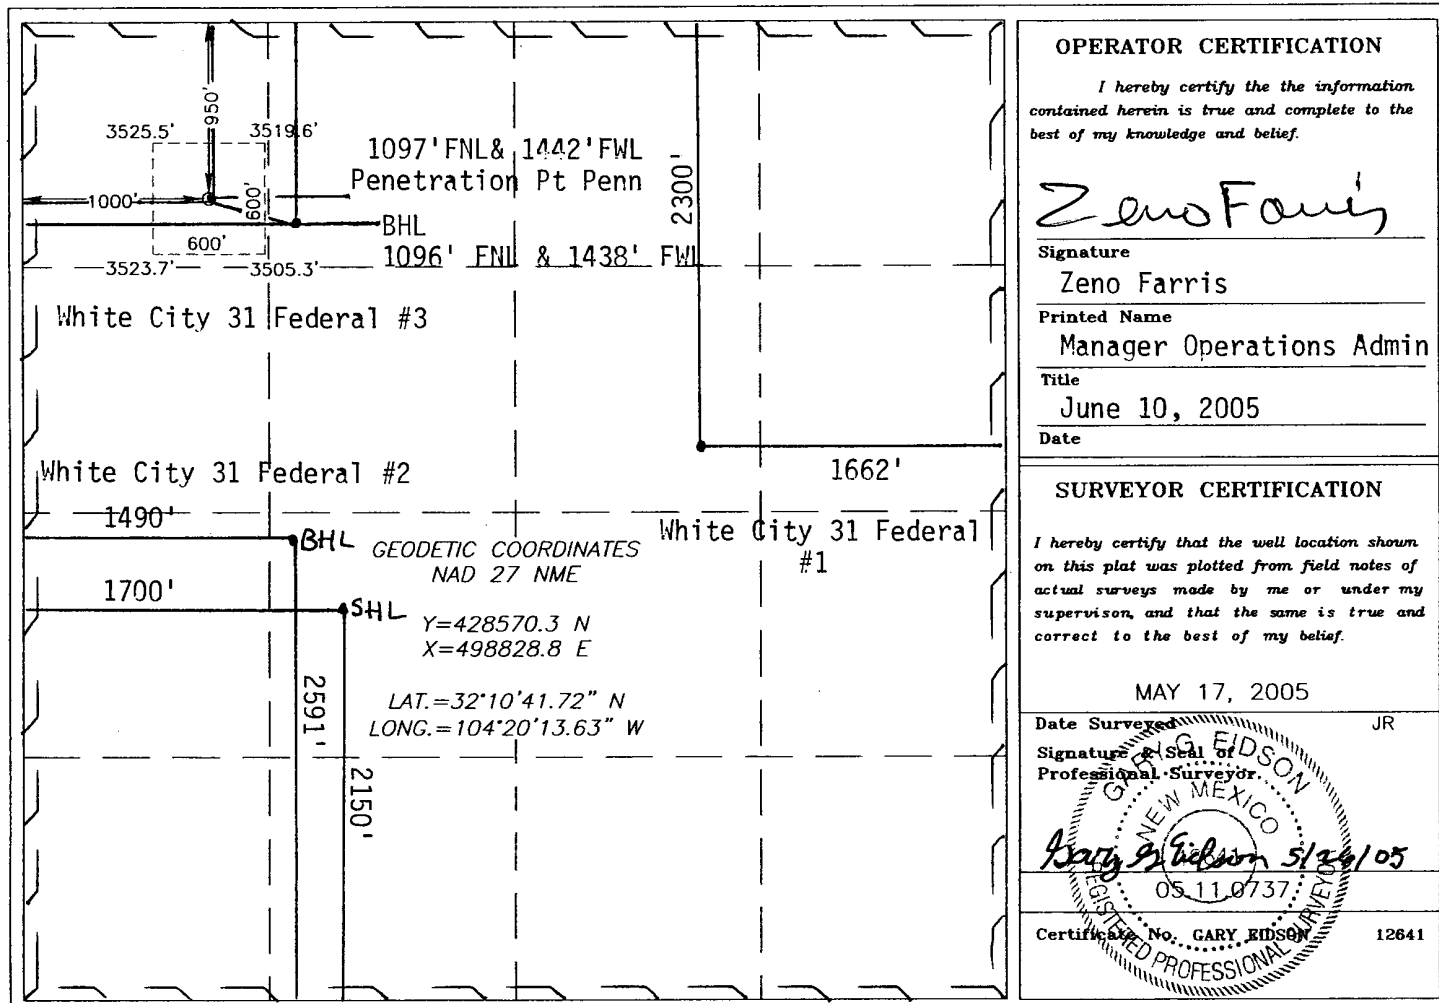 950'
3525.5'
3519.6'
1097'FNL& 1442'FWL
Penetration Pt Penn
1000'
600'
600'
BHL
1096' FNL & 1438' FWL
3523.7'
3505.3'
White City 31 Federal #3
2300'
1662'
White City 31 Federal
#1
White City 31 Federal #2
1490'
BHL
GEODETIC COORDINATES
NAD 27 NME
1700'
SHL
Y=428570.3 N
X=498828.8 E
LAT.=32°10'41.72" N
LONG.=104°20'13.63" W
2591'
2150'
OPERATOR CERTIFICATION
I hereby certify the the information
contained herein is true and complete to the
best of my knowledge and belief.
Zeno Farris
Signature
Zeno Farris
Printed Name
Manager Operations Admin
Title
June 10, 2005
Date
SURVEYOR CERTIFICATION
I hereby certify that the well location shown
on this plat was plotted from field notes of
actual surveys made by me or under my
supervison, and that the same is true and
correct to the best of my belief.
MAY 17, 2005
Date Surveyed JR
Signature & Seal of
Professional Surveyor
GARY G. EIDSON
NEW MEXICO
REGISTERED PROFESSIONAL SURVEYOR
Gary G Eidson
05.11.0737
Certificate No. GARY EIDSON 12641